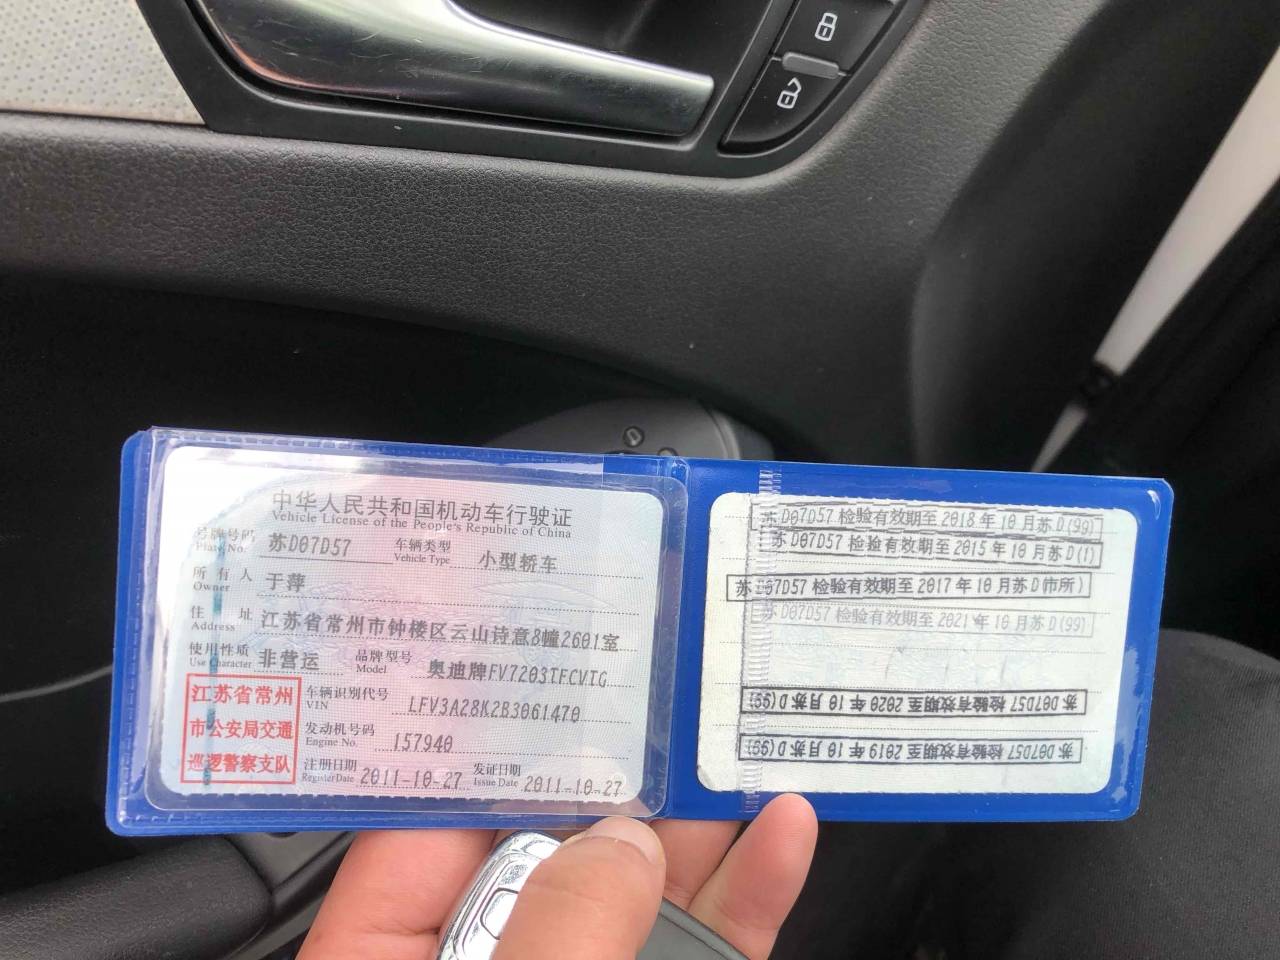 中华人民共和国机动车行驶证
Vehicle License of the People's Republic of China
号牌号码 苏D07D57 车辆类型 小型轿车
Plate No. Vehicle Type
所有人 于萍
Owner
住址 江苏省常州市钟楼区云山诗意8幢2601室
Address
使用性质 非营运 品牌型号 奥迪牌FV7203TFCVTG
Use Character Model
江苏省常州
市公安局交通
巡逻警察支队
车辆识别代号 LFV3A28K2B3061470
VIN
发动机号码 157940
Engine No.
注册日期 2011-10-27 发证日期 2011-10-27
Register Date Issue Date
苏D07D57 检验有效期至2018年10月苏D(99)
苏D07D57 检验有效期至2015年10月苏D(1)
苏D07D57 检验有效期至2017年10月苏D(市所)
苏D07D57 检验有效期至2021年10月苏D(99)
苏D07D57 检验有效期至2020年10月苏D(99)
苏D07D57 检验有效期至2019年10月苏D(99)